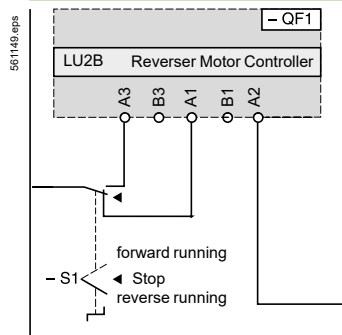 561149.eps
– QF1
LU2B Reverser Motor Controller
A3 B3 A1 B1 A2
forward running
– S1 Stop
reverse running